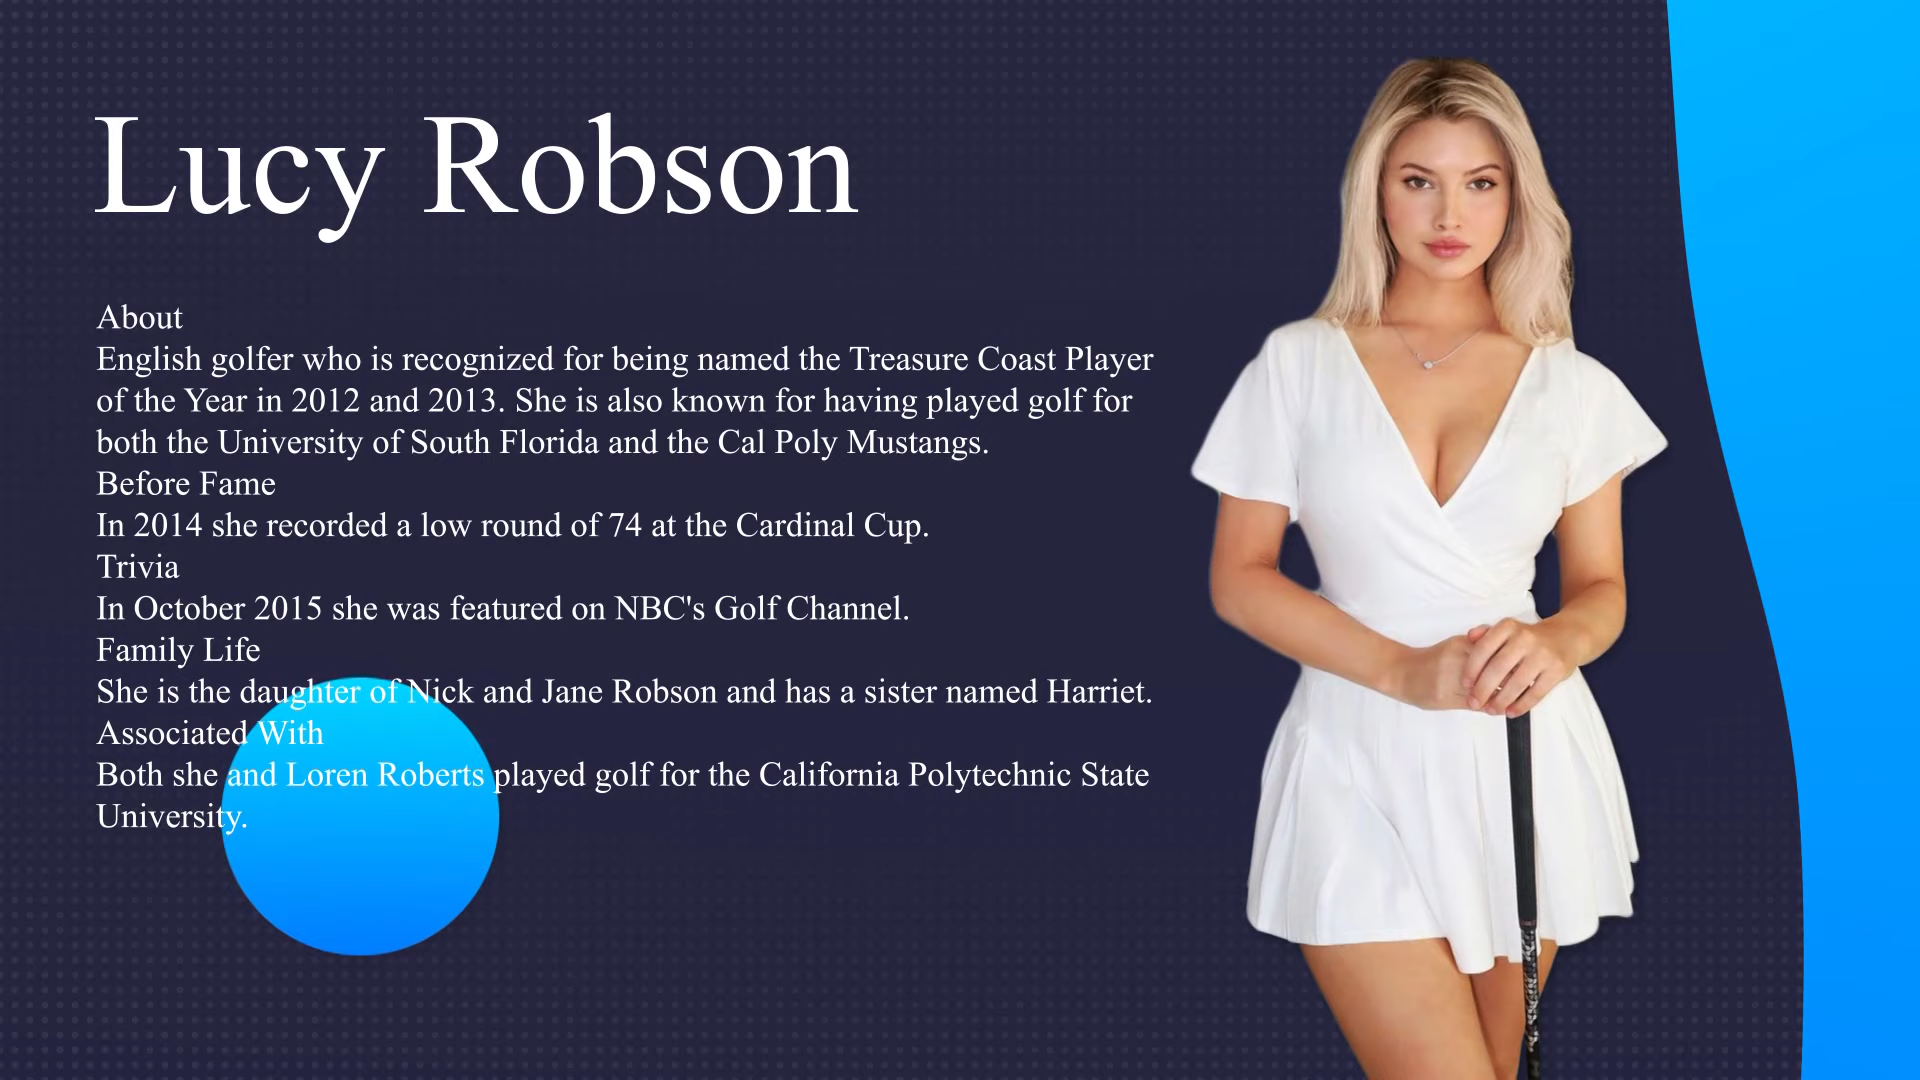 Lucy Robson
About
English golfer who is recognized for being named the Treasure Coast Player
of the Year in 2012 and 2013. She is also known for having played golf for
both the University of South Florida and the Cal Poly Mustangs.
Before Fame
In 2014 she recorded a low round of 74 at the Cardinal Cup.
Trivia
In October 2015 she was featured on NBC's Golf Channel.
Family Life
She is the daughter of Nick and Jane Robson and has a sister named Harriet.
Associated With
Both she and Loren Roberts played golf for the California Polytechnic State
University.